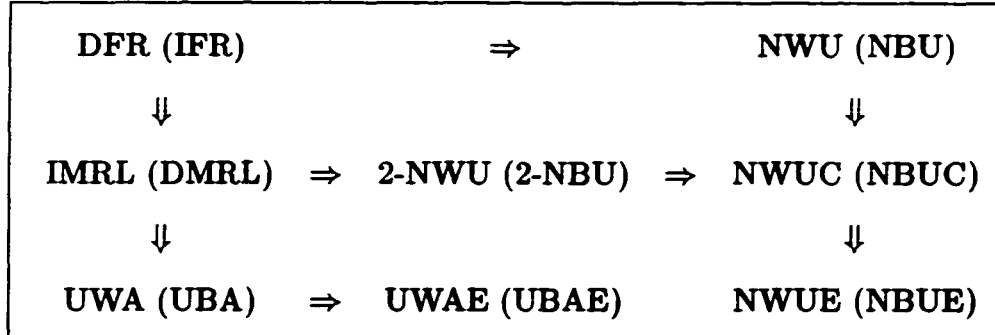 DFR (IFR) ⇒ NWU (NBU)
⇓ ⇓
IMRL (DMRL) ⇒ 2-NWU (2-NBU) ⇒ NWUC (NBUC)
⇓ ⇓
UWA (UBA) ⇒ UWAE (UBAE) NWUE (NBUE)